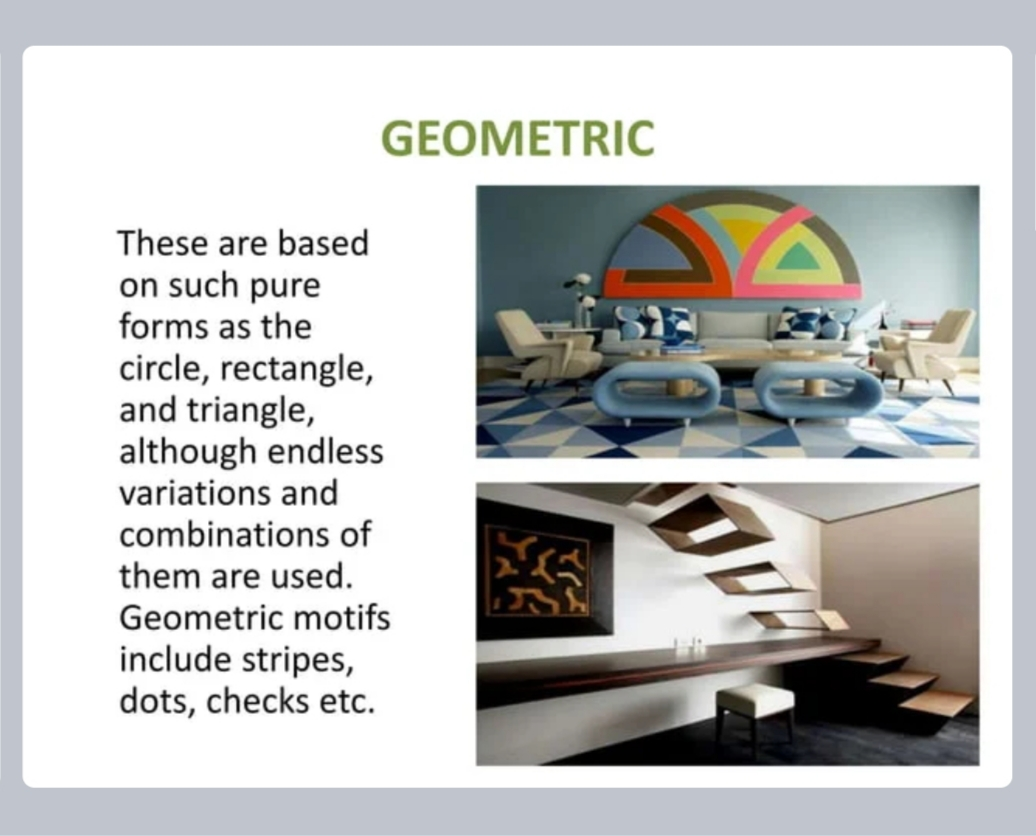 GEOMETRIC
These are based
on such pure
forms as the
circle, rectangle,
and triangle,
although endless
variations and
combinations of
them are used.
Geometric motifs
include stripes,
dots, checks etc.